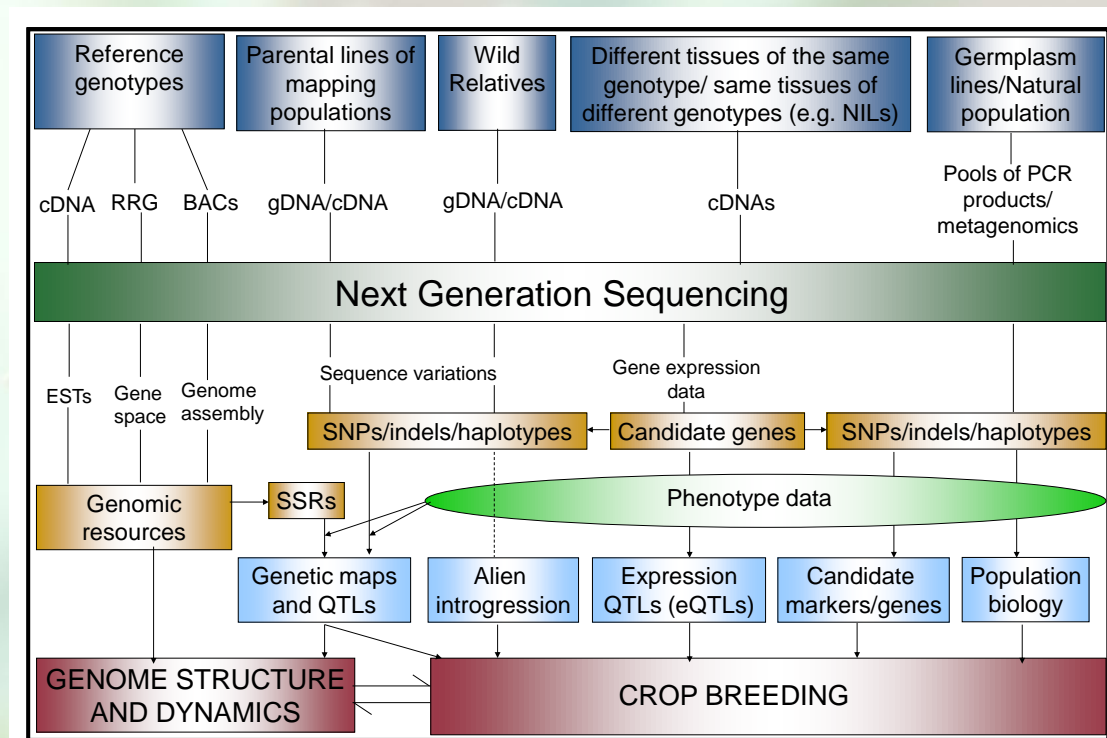 Reference
genotypes
Parental lines of
mapping
populations
Wild
Relatives
Different tissues of the same
genotype/ same tissues of
different genotypes (e.g. NILs)
Germplasm
lines/Natural
population
cDNA
RRG
BACs
gDNA/cDNA
gDNA/cDNA
cDNAs
Pools of PCR
products/
metagenomics
Next Generation Sequencing
ESTs
Gene
space
Genome
assembly
Sequence variations
Gene expression
data
SNPs/indels/haplotypes
Candidate genes
SNPs/indels/haplotypes
Genomic
resources
SSRs
Phenotype data
Genetic maps
and QTLs
Alien
introgression
Expression
QTLs (eQTLs)
Candidate
markers/genes
Population
biology
GENOME STRUCTURE
AND DYNAMICS
CROP BREEDING